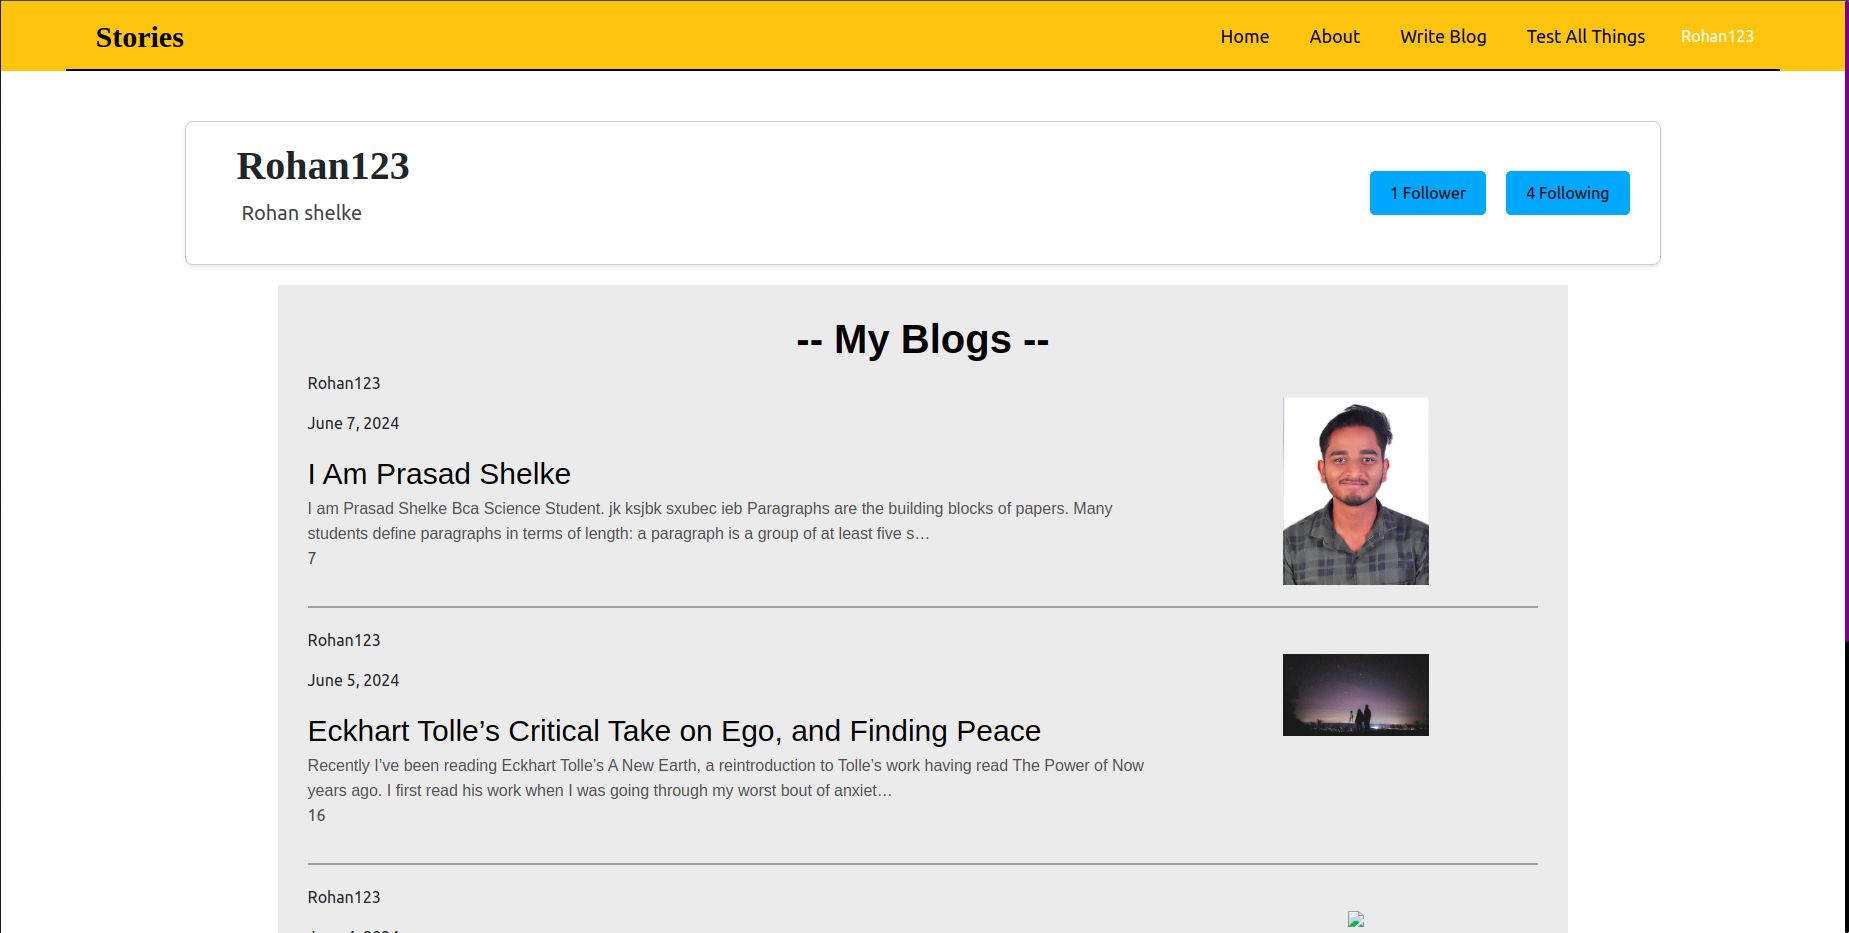 Stories
Home
About
Write Blog
Test All Things
Rohan123
Rohan123
Rohan shelke
1 Follower
4 Following
-- My Blogs --
Rohan123
June 7, 2024
I Am Prasad Shelke
I am Prasad Shelke Bca Science Student. jk ksjbk sxubec ieb Paragraphs are the building blocks of papers. Many
students define paragraphs in terms of length: a paragraph is a group of at least five s…
7
Rohan123
June 5, 2024
Eckhart Tolle’s Critical Take on Ego, and Finding Peace
Recently I’ve been reading Eckhart Tolle’s A New Earth, a reintroduction to Tolle’s work having read The Power of Now
years ago. I first read his work when I was going through my worst bout of anxiet…
16
Rohan123